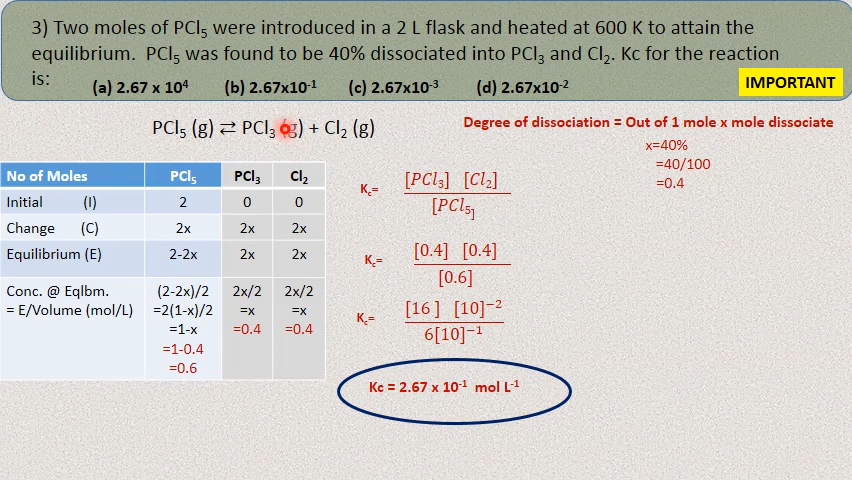 3) Two moles of PCl5 were introduced in a 2 L flask and heated at 600 K to attain the
equilibrium. PCl5 was found to be 40% dissociated into PCl3 and Cl2. Kc for the reaction
is:
(a) 2.67 x 10⁴ (b) 2.67x10⁻¹ (c) 2.67x10⁻³ (d) 2.67x10⁻²
IMPORTANT
PCl5 (g) ⇄ PCl3 (g) + Cl2 (g)
Degree of dissociation = Out of 1 mole x mole dissociate
x=40%
=40/100
=0.4
No of Moles PCl5 PCl3 Cl2
Initial (I) 2 0 0
Change (C) 2x 2x 2x
Equilibrium (E) 2-2x 2x 2x
Conc. @ Eqlbm. (2-2x)/2 2x/2 2x/2
= E/Volume (mol/L) =2(1-x)/2 =x =x
=1-x =0.4 =0.4
=1-0.4
=0.6
Kc= [PCl3] [Cl2]
[PCl5]
Kc= [0.4] [0.4]
[0.6]
Kc= [16 ] [10]⁻²
6[10]⁻¹
Kc = 2.67 x 10⁻¹ mol L⁻¹